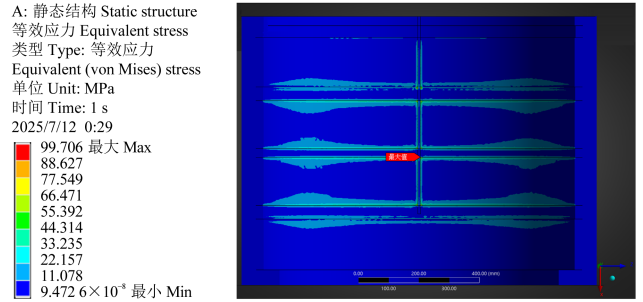 A: 静态结构 Static structure
等效应力 Equivalent stress
类型 Type: 等效应力
Equivalent (von Mises) stress
单位 Unit: MPa
时间 Time: 1 s
2025/7/12 0:29
99.706 最大 Max
88.627
77.549
66.471
55.392
44.314
33.235
22.157
11.078
9.472 6×10⁻⁸ 最小 Min
最大值
0.00 200.00 400.00 (mm)
100.00 300.00